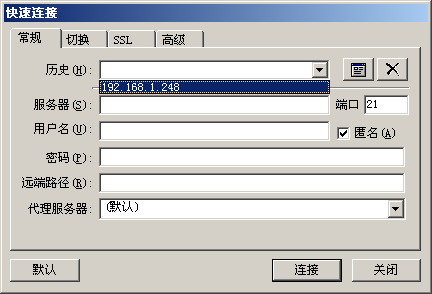 快速连接
常规 切换 SSL 高级
历史(H):
192.168.1.248
服务器(S): 端口 21
用户名(U): 匿名(A)
密码(P):
远端路径(R):
代理服务器: (默认)
默认 连接 关闭